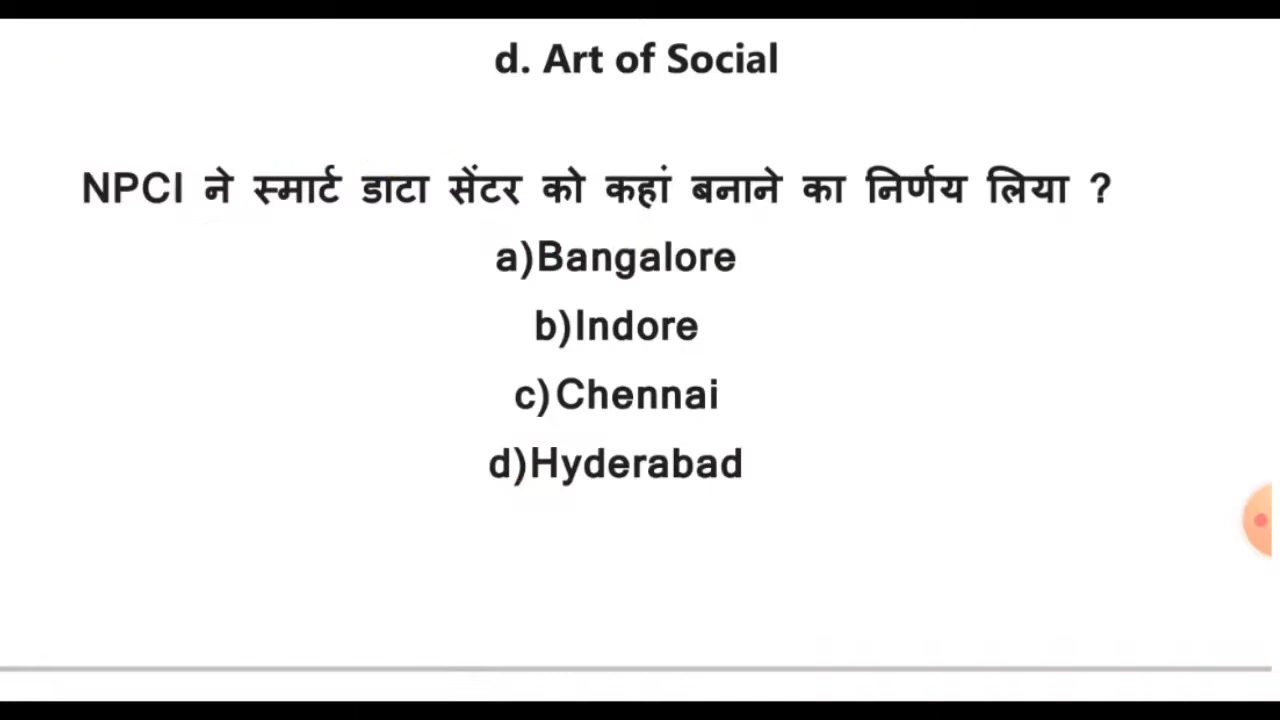 d. Art of Social
NPCI ने स्मार्ट डाटा सेंटर को कहां बनाने का निर्णय लिया ?
a)Bangalore
b)Indore
c)Chennai
d)Hyderabad